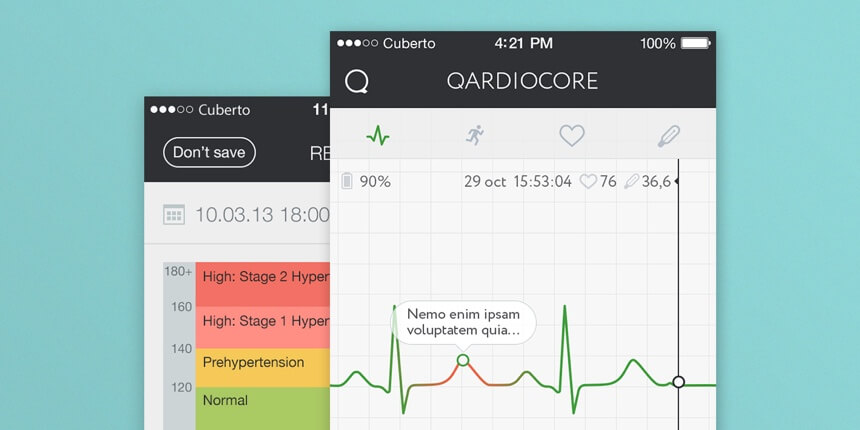 Cuberto
11
Don't save
RE
10.03.13 18:00
180+
High: Stage 2 Hyper
160
High: Stage 1 Hyper
140
Prehypertension
120
Normal
Cuberto 4:21 PM 100%
QARDIOCORE
90% 29 oct 15:53:04 76 36,6
Nemo enim ipsam
voluptatem quia...